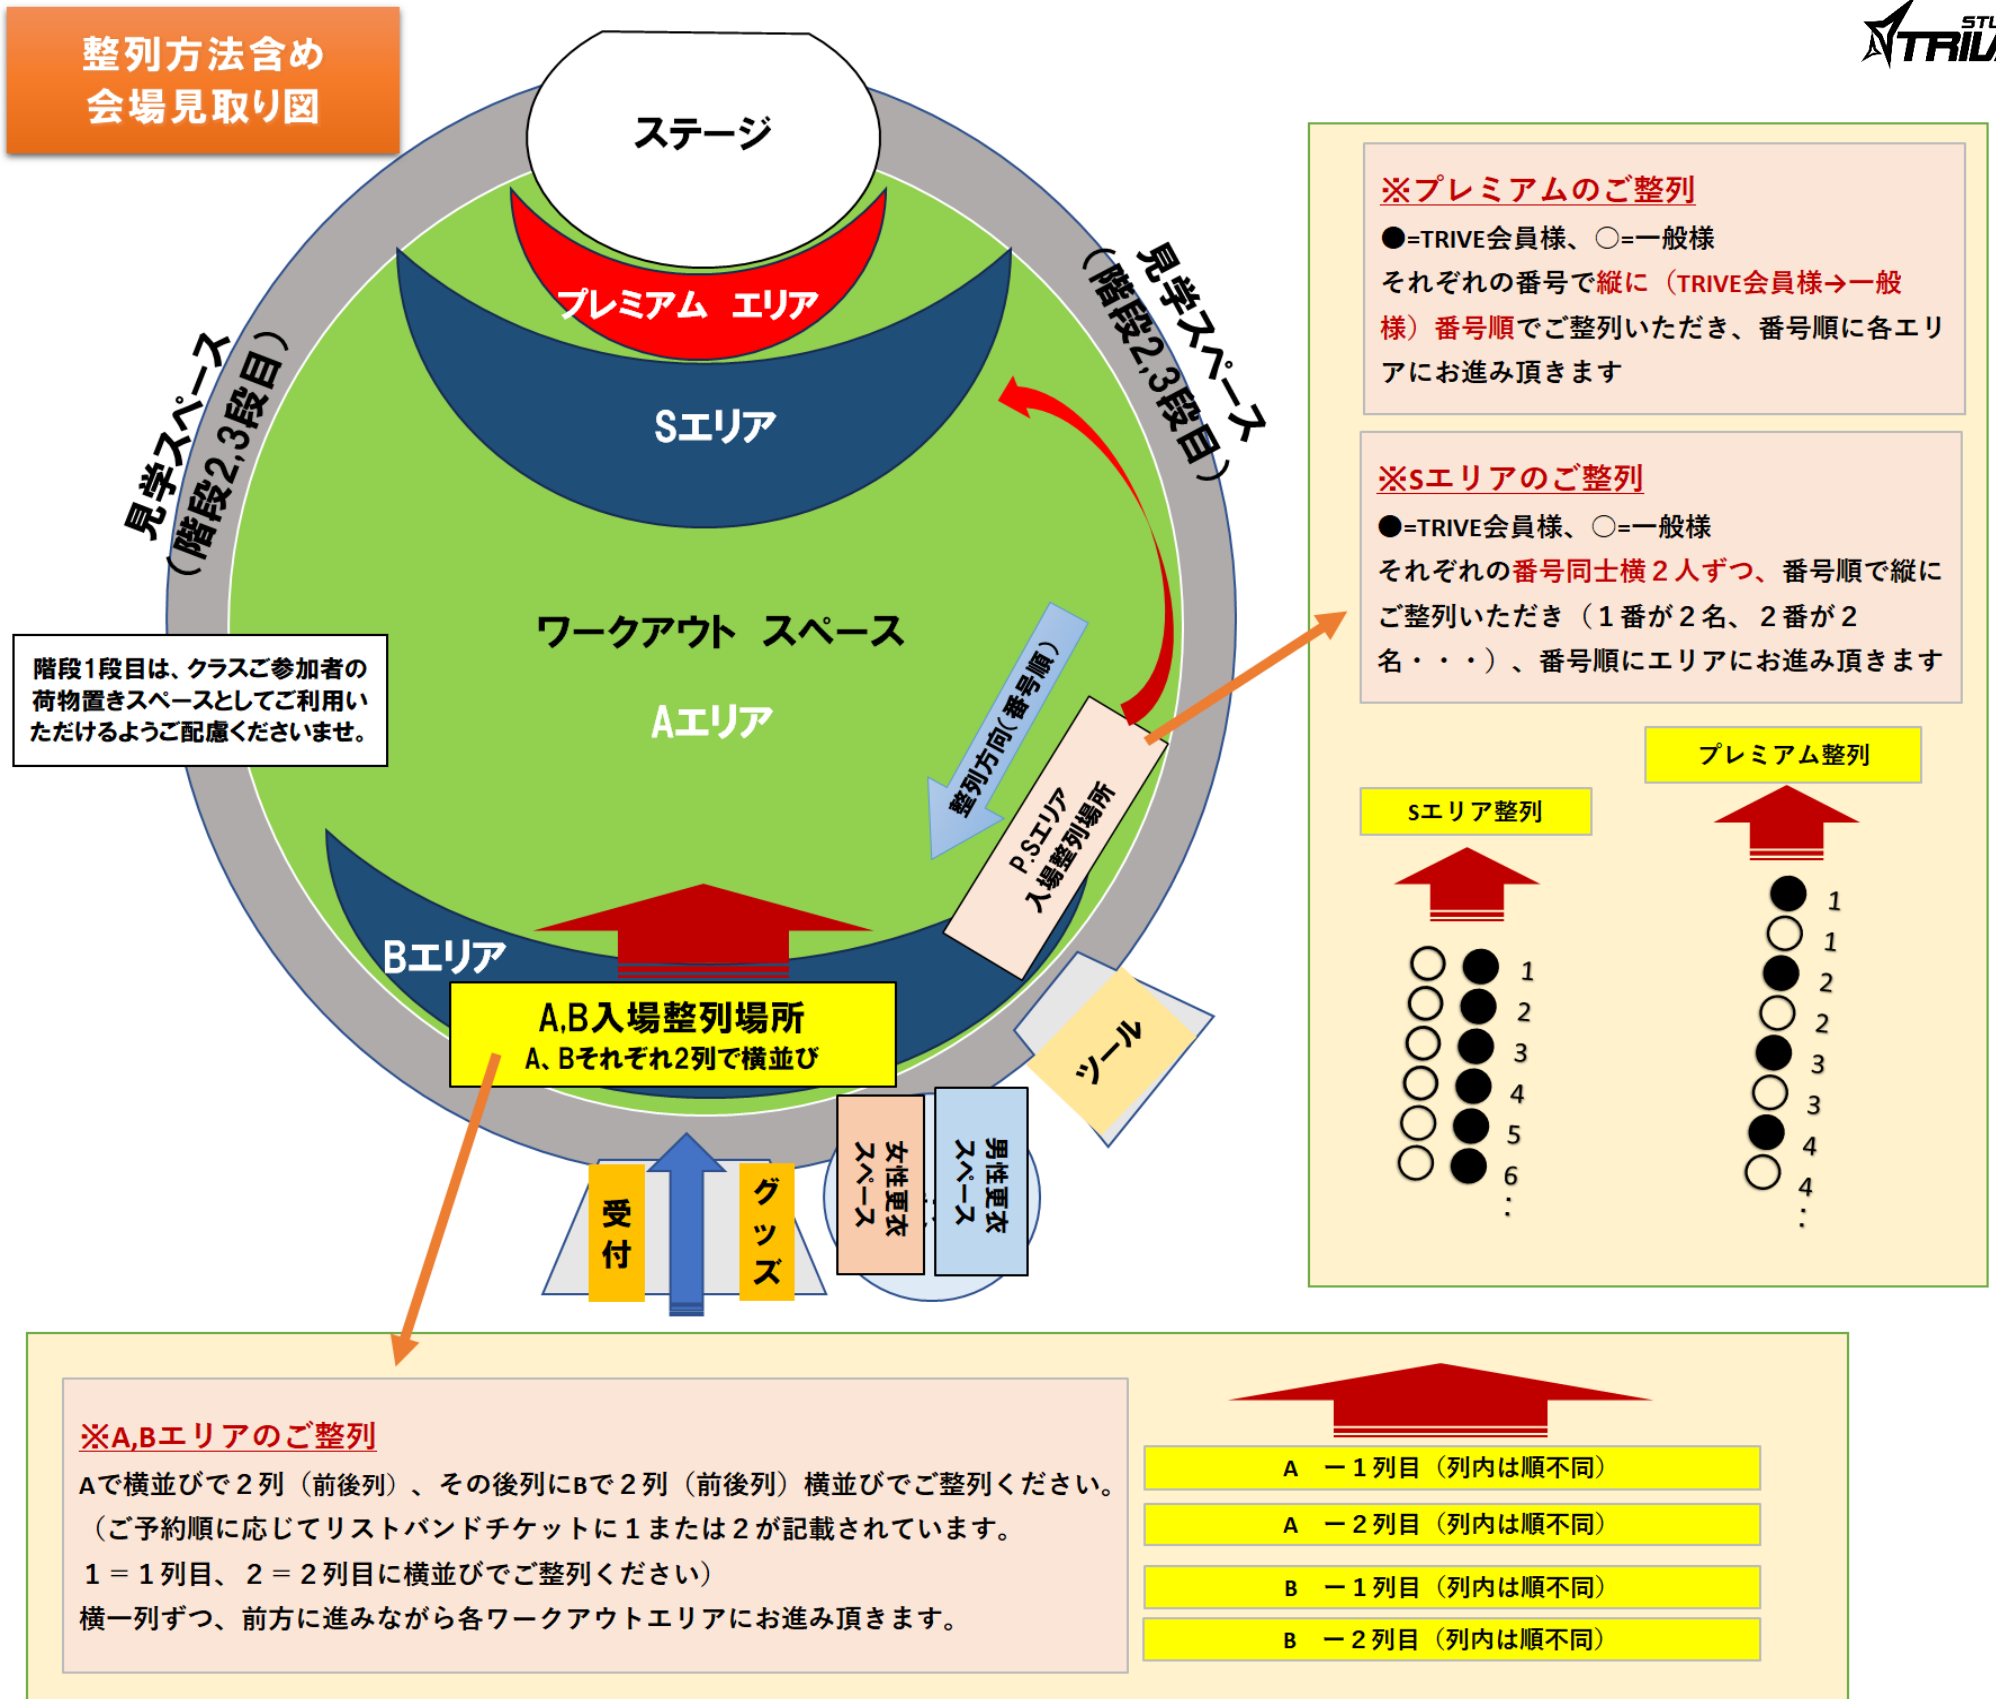 整列方法含め
会場見取り図
ステージ
プレミアム エリア
Sエリア
見学スペース
（階段2,3段目）
見学スペース
（階段2,3段目）
ワークアウト スペース
Aエリア
階段1段目は、クラスご参加者の
荷物置きスペースとしてご利用い
ただけるようご配慮くださいませ。
整列方向（番号順）
P.Sエリア
入場整列場所
Bエリア
A,B入場整列場所
A、Bそれぞれ2列で横並び
ツール
受付
グッズ
女性更衣
スペース
男性更衣
スペース
※プレミアムのご整列
●=TRIVE会員様、○=一般様
それぞれの番号で縦に（TRIVE会員様→一般
様）番号順でご整列いただき、番号順に各エリ
アにお進み頂きます
※Sエリアのご整列
●=TRIVE会員様、○=一般様
それぞれの番号同士横２人ずつ、番号順で縦に
ご整列いただき（１番が２名、２番が２
名・・・）、番号順にエリアにお進み頂きます
Sエリア整列
1
2
3
4
5
6
：
プレミアム整列
1
1
2
2
3
3
4
4
：
※A,Bエリアのご整列
Aで横並びで２列（前後列）、その後列にBで２列（前後列）横並びでご整列ください。
（ご予約順に応じてリストバンドチケットに１または２が記載されています。
１＝１列目、２＝２列目に横並びでご整列ください）
横一列ずつ、前方に進みながら各ワークアウトエリアにお進み頂きます。
A ー１列目（列内は順不同）
A ー２列目（列内は順不同）
B ー１列目（列内は順不同）
B ー２列目（列内は順不同）